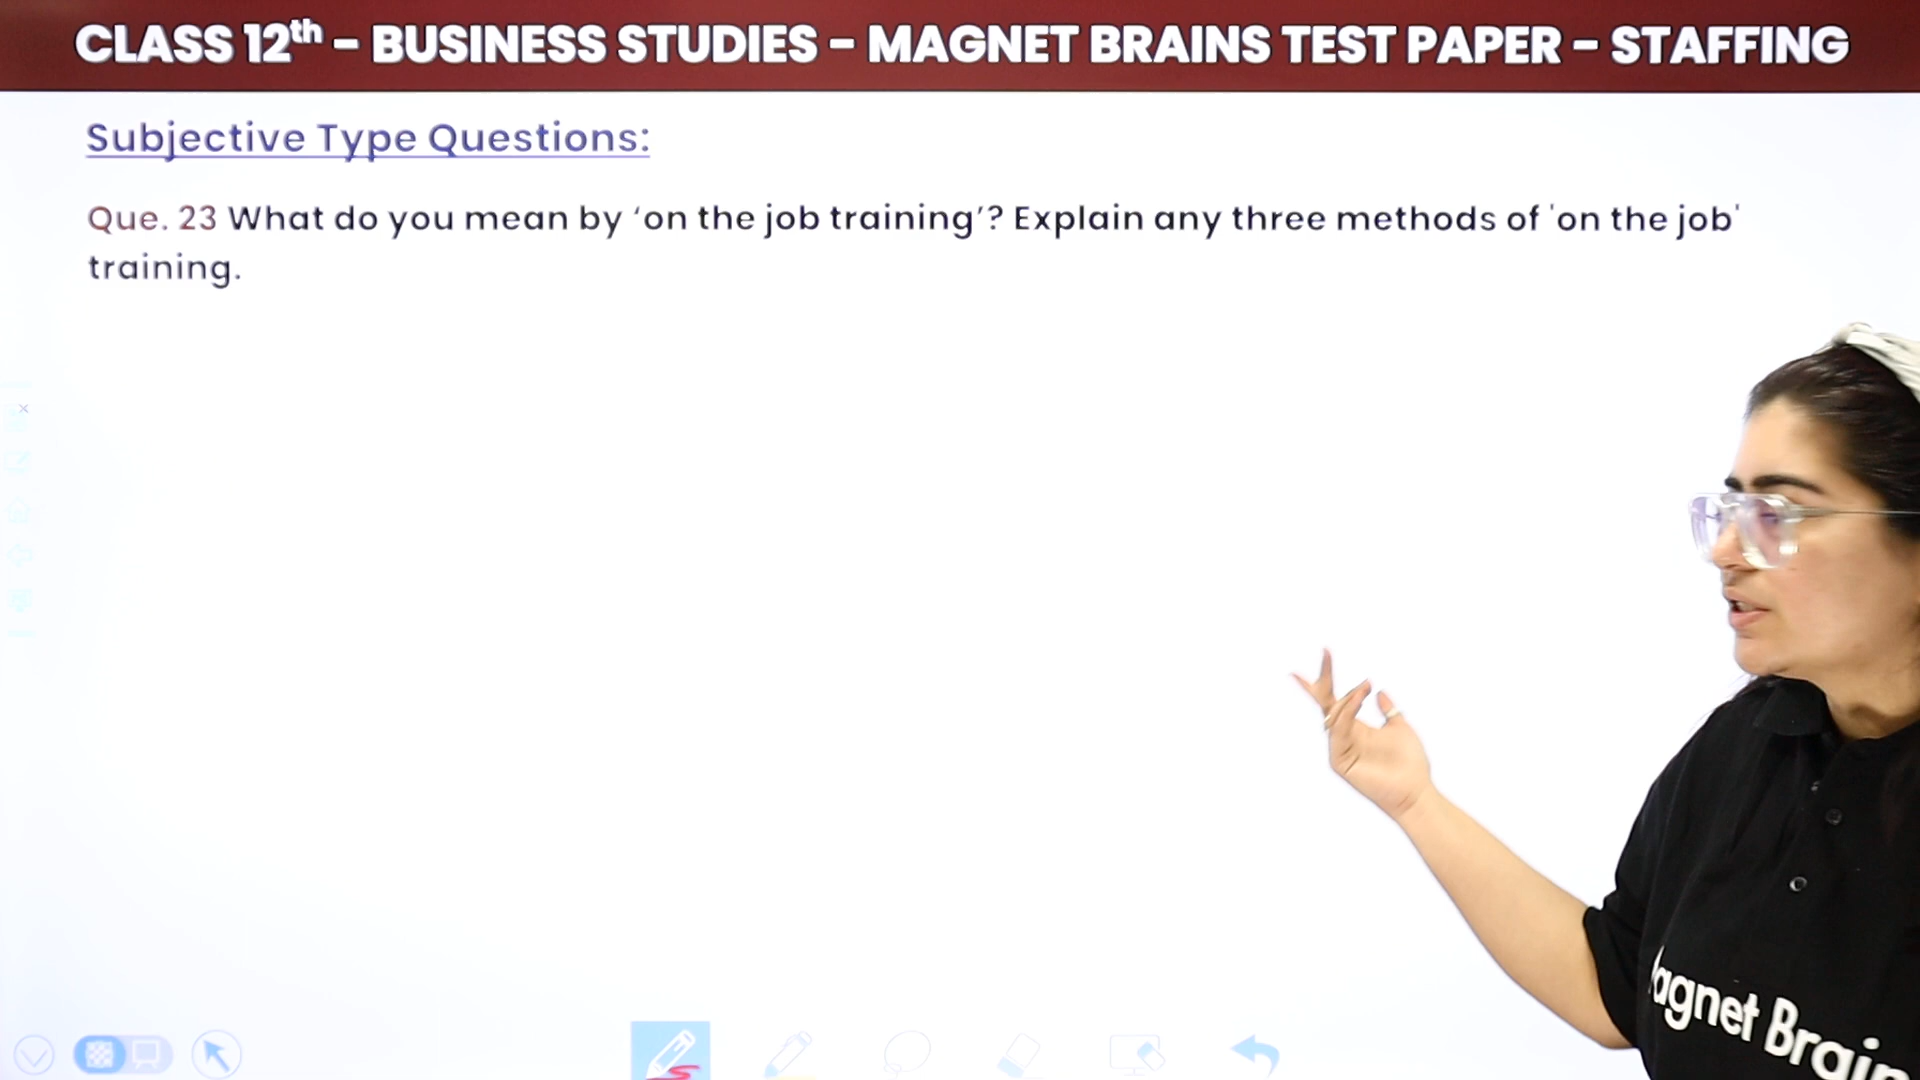 CLASS 12th – BUSINESS STUDIES – MAGNET BRAINS TEST PAPER – STAFFING
Subjective Type Questions:
Que. 23 What do you mean by ‘on the job training’? Explain any three methods of 'on the job'
training.
agnet Brain